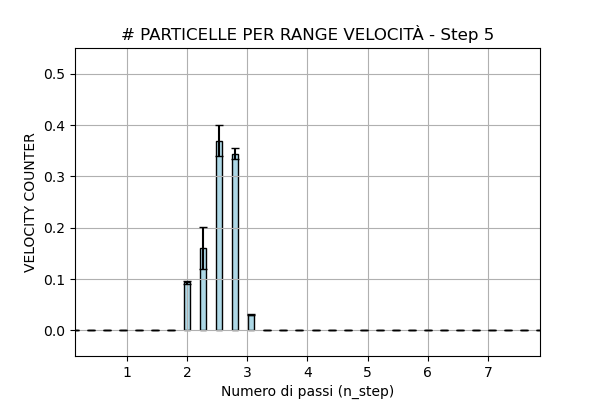 # PARTICELLE PER RANGE VELOCITÀ - Step 5
VELOCITY COUNTER
0.5
0.4
0.3
0.2
0.1
0.0
1 2 3 4 5 6 7
Numero di passi (n_step)